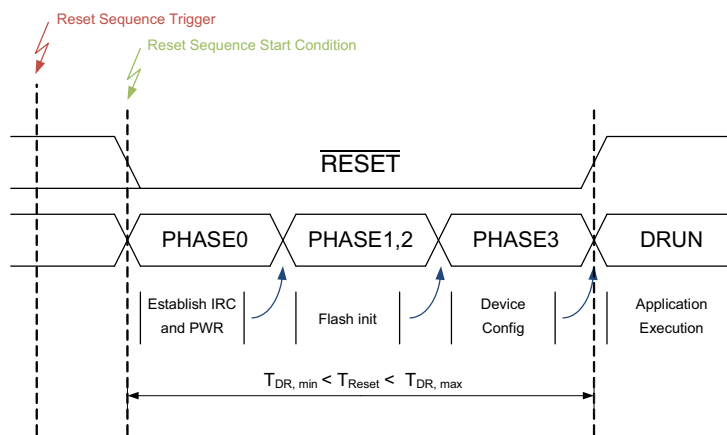 Reset Sequence Trigger
Reset Sequence Start Condition
RESET
PHASE0
PHASE1,2
PHASE3
DRUN
Establish IRC
and PWR
Flash init
Device
Config
Application
Execution
TDR, min < TReset < TDR, max